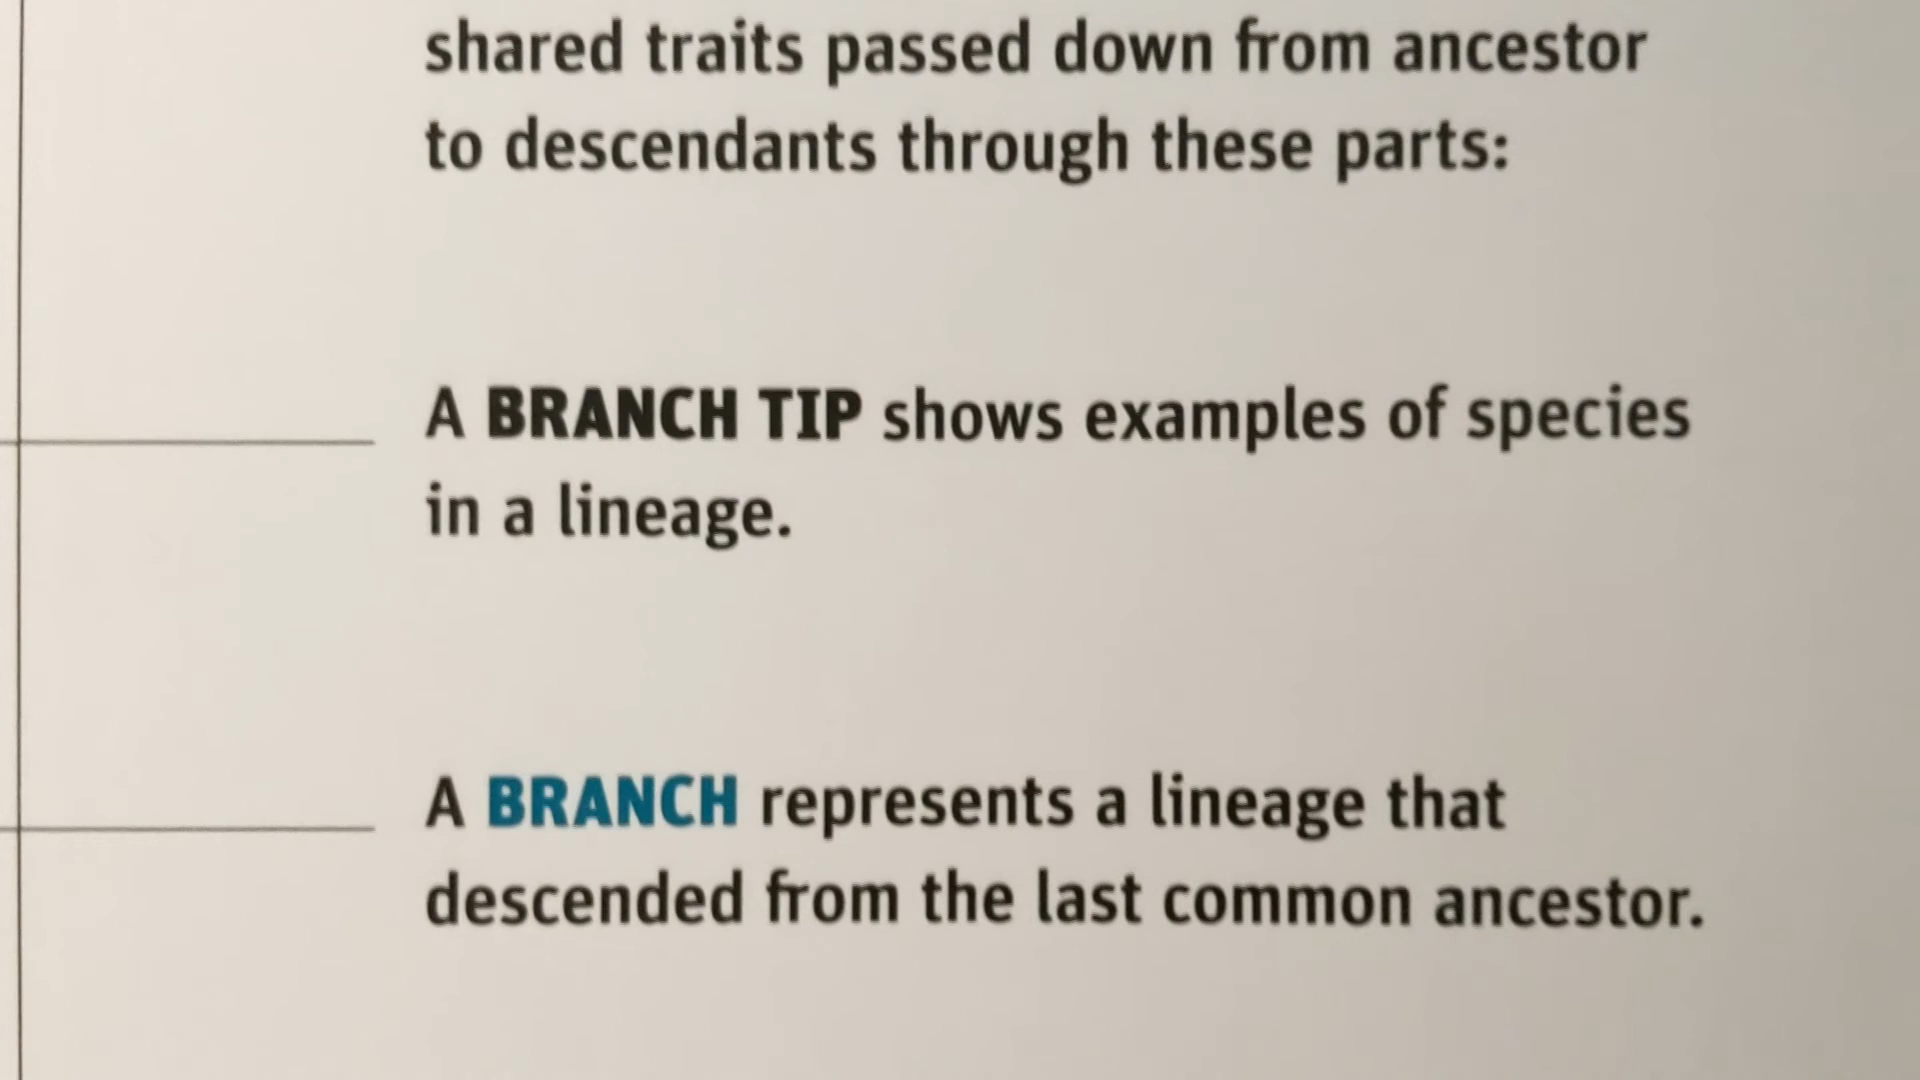 shared traits passed down from ancestor
to descendants through these parts:
A BRANCH TIP shows examples of species
in a lineage.
A BRANCH represents a lineage that
descended from the last common ancestor.